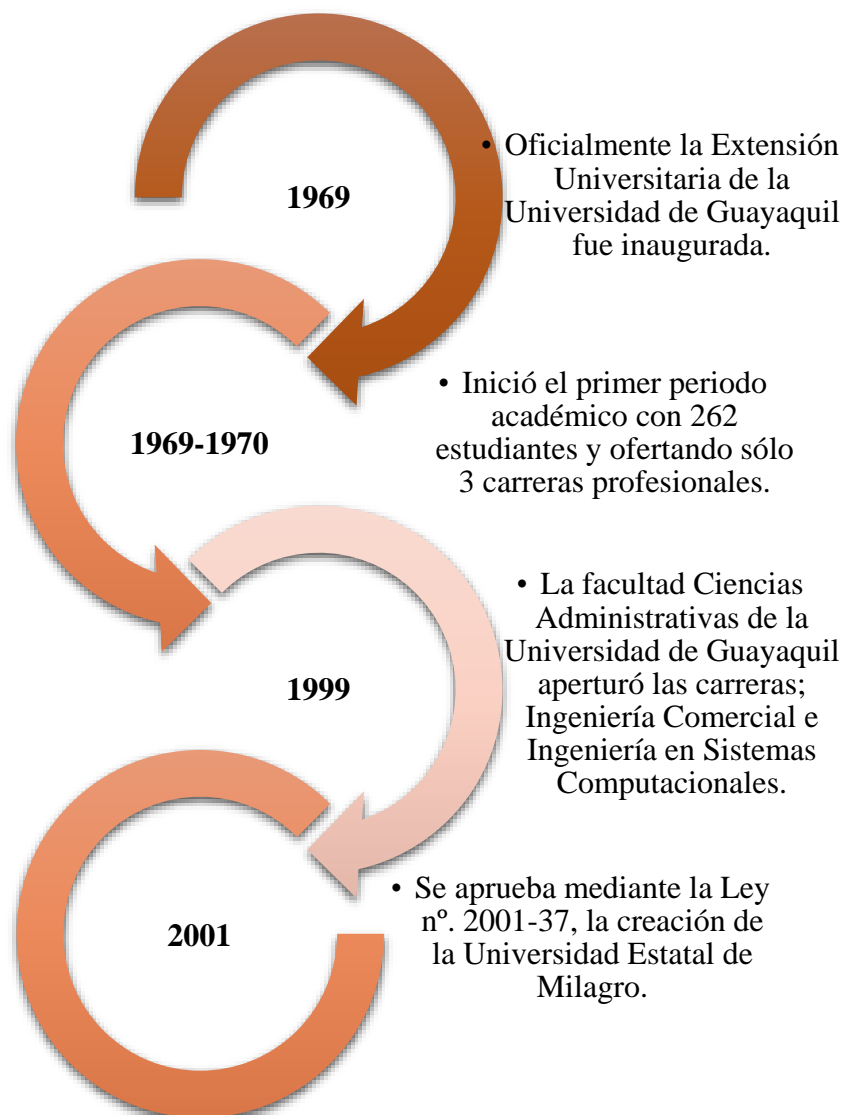 1969
• Oficialmente la Extensión
Universitaria de la
Universidad de Guayaquil
fue inaugurada.
1969-1970
• Inició el primer periodo
académico con 262
estudiantes y ofertando sólo
3 carreras profesionales.
1999
• La facultad Ciencias
Administrativas de la
Universidad de Guayaquil
aperturó las carreras;
Ingeniería Comercial e
Ingeniería en Sistemas
Computacionales.
2001
• Se aprueba mediante la Ley
nº. 2001-37, la creación de
la Universidad Estatal de
Milagro.